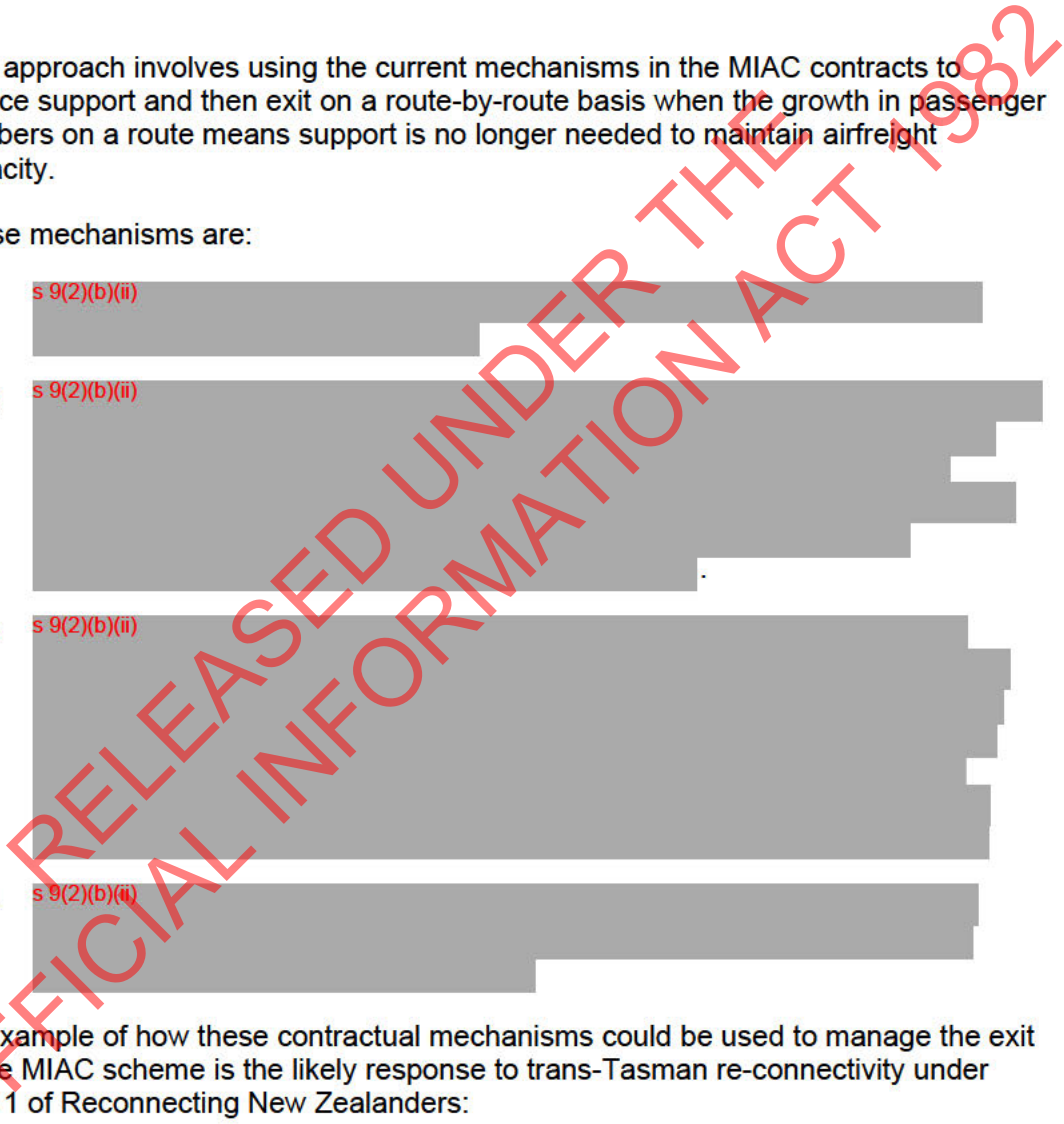 approach involves using the current mechanisms in the MIAC contracts to
ce support and then exit on a route-by-route basis when the growth in passenger
bers on a route means support is no longer needed to maintain airfreight
city.
se mechanisms are:
s 9(2)(b)(ii)
s 9(2)(b)(ii)
.
s 9(2)(b)(ii)
s 9(2)(b)(ii)
xample of how these contractual mechanisms could be used to manage the exit
e MIAC scheme is the likely response to trans-Tasman re-connectivity under
1 of Reconnecting New Zealanders:
RELEASED UNDER THE
FFICIAL INFORMATION ACT 1982